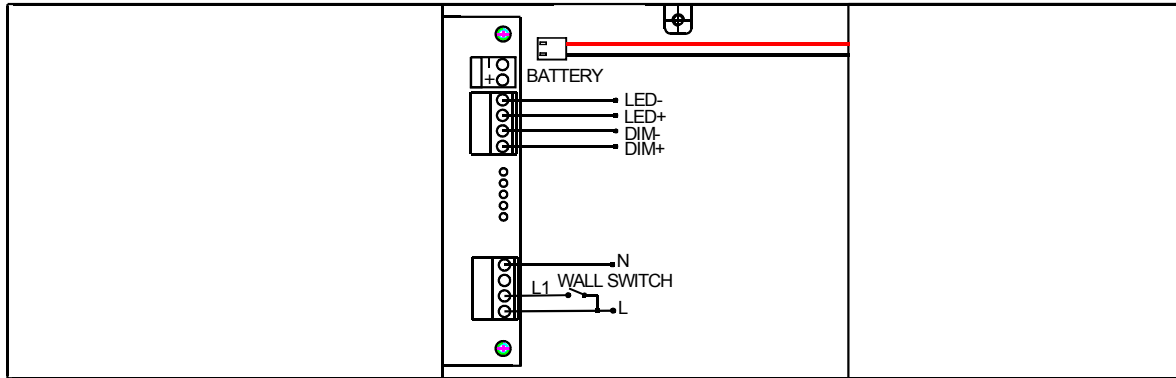 +
BATTERY
LED-
LED+
DIM-
DIM+
N
WALL SWITCH
L1
L